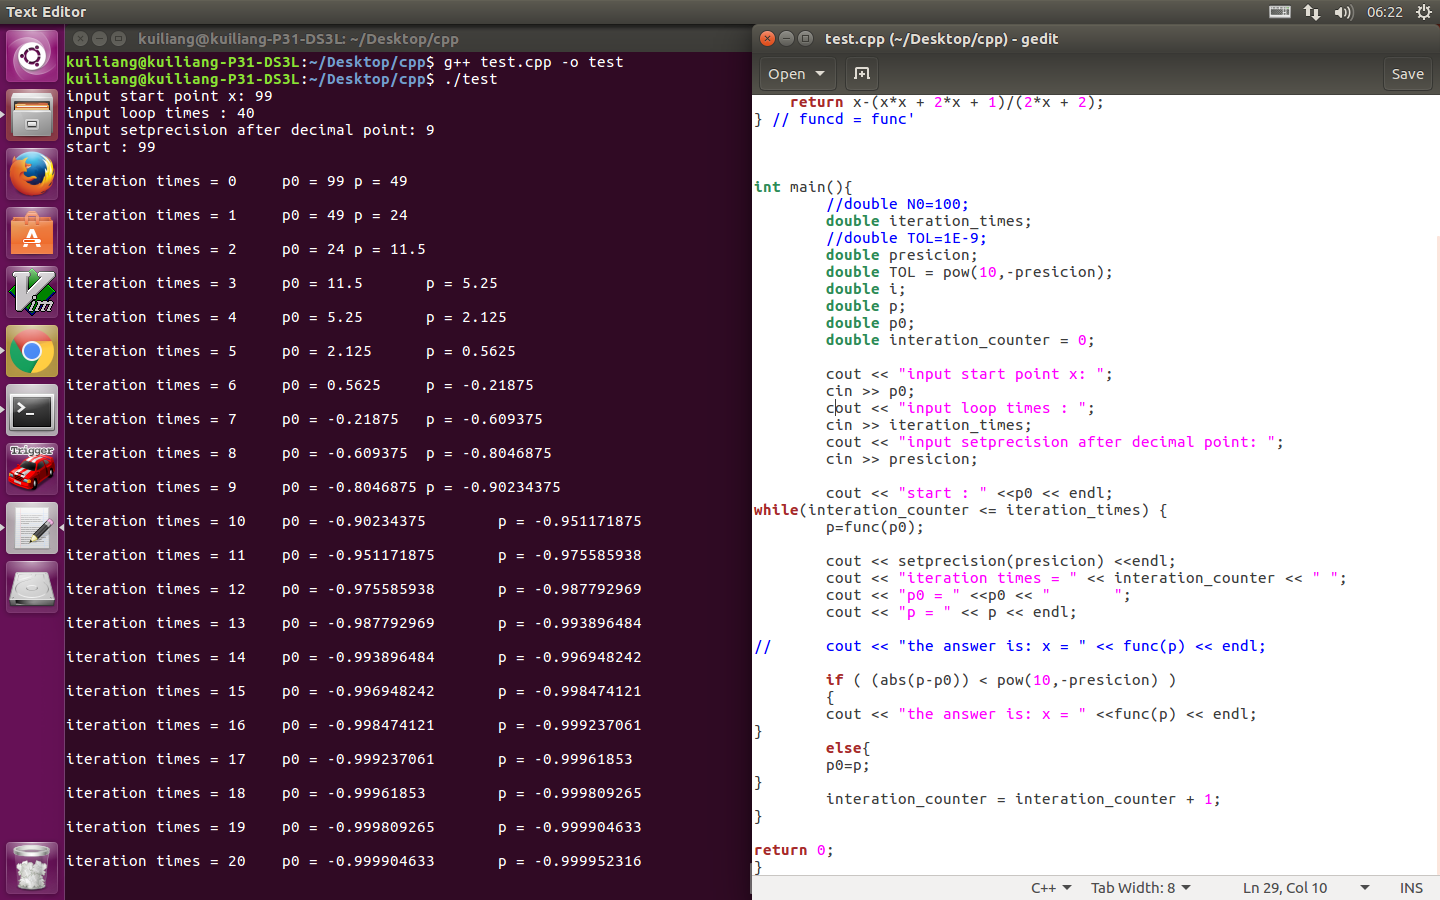 Text Editor
06:22
kuiliang@kuiliang-P31-DS3L: ~/Desktop/cpp
kuiliang@kuiliang-P31-DS3L:~/Desktop/cpp$ g++ test.cpp -o test
kuiliang@kuiliang-P31-DS3L:~/Desktop/cpp$ ./test
input start point x: 99
input loop times : 40
input setprecision after decimal point: 9
start : 99
iteration times = 0     p0 = 99 p = 49
iteration times = 1     p0 = 49 p = 24
iteration times = 2     p0 = 24 p = 11.5
iteration times = 3     p0 = 11.5       p = 5.25
iteration times = 4     p0 = 5.25       p = 2.125
iteration times = 5     p0 = 2.125      p = 0.5625
iteration times = 6     p0 = 0.5625     p = -0.21875
iteration times = 7     p0 = -0.21875   p = -0.609375
iteration times = 8     p0 = -0.609375  p = -0.8046875
iteration times = 9     p0 = -0.8046875 p = -0.90234375
iteration times = 10    p0 = -0.90234375        p = -0.951171875
iteration times = 11    p0 = -0.951171875       p = -0.975585938
iteration times = 12    p0 = -0.975585938       p = -0.987792969
iteration times = 13    p0 = -0.987792969       p = -0.993896484
iteration times = 14    p0 = -0.993896484       p = -0.996948242
iteration times = 15    p0 = -0.996948242       p = -0.998474121
iteration times = 16    p0 = -0.998474121       p = -0.999237061
iteration times = 17    p0 = -0.999237061       p = -0.99961853
iteration times = 18    p0 = -0.99961853        p = -0.999809265
iteration times = 19    p0 = -0.999809265       p = -0.999904633
iteration times = 20    p0 = -0.999904633       p = -0.999952316
Vim
Trigger
test.cpp (~/Desktop/cpp) - gedit
Open
Save
    return x-(x*x + 2*x + 1)/(2*x + 2);
} // funcd = func'
int main(){
        //double N0=100;
        double iteration_times;
        //double TOL=1E-9;
        double presicion;
        double TOL = pow(10,-presicion);
        double i;
        double p;
        double p0;
        double interation_counter = 0;
        cout << "input start point x: ";
        cin >> p0;
        cout << "input loop times : ";
        cin >> iteration_times;
        cout << "input setprecision after decimal point: ";
        cin >> presicion;
        cout << "start : " <<p0 << endl;
while(interation_counter <= iteration_times) {
        p=func(p0);
        cout << setprecision(presicion) <<endl;
        cout << "iteration times = " << interation_counter << " ";
        cout << "p0 = " <<p0 << "       ";
        cout << "p = " << p << endl;
//      cout << "the answer is: x = " << func(p) << endl;
        if ( (abs(p-p0)) < pow(10,-presicion) )
        {
        cout << "the answer is: x = " <<func(p) << endl;
}
        else{
        p0=p;
}
        interation_counter = interation_counter + 1;
}
return 0;
}
C++
Tab Width: 8
Ln 29, Col 10
INS